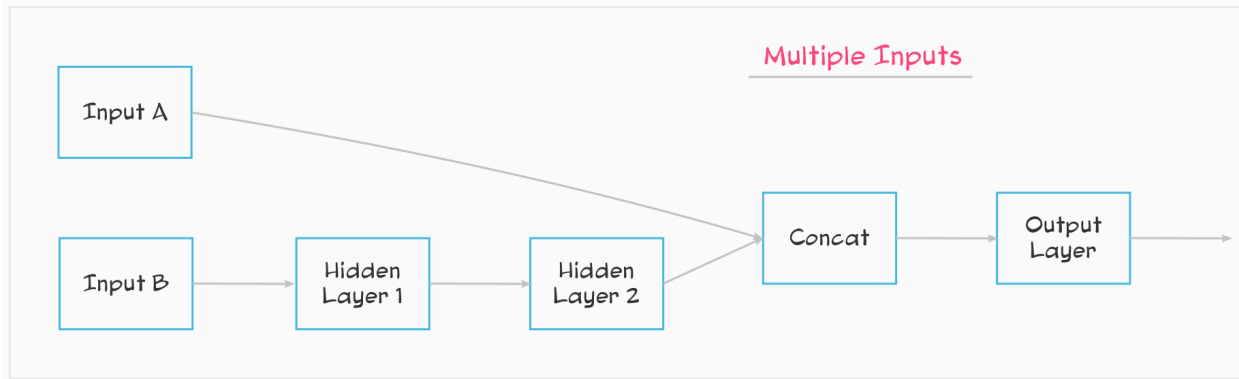 Multiple Inputs
Input A
Input B
Hidden
Layer 1
Hidden
Layer 2
Concat
Output
Layer